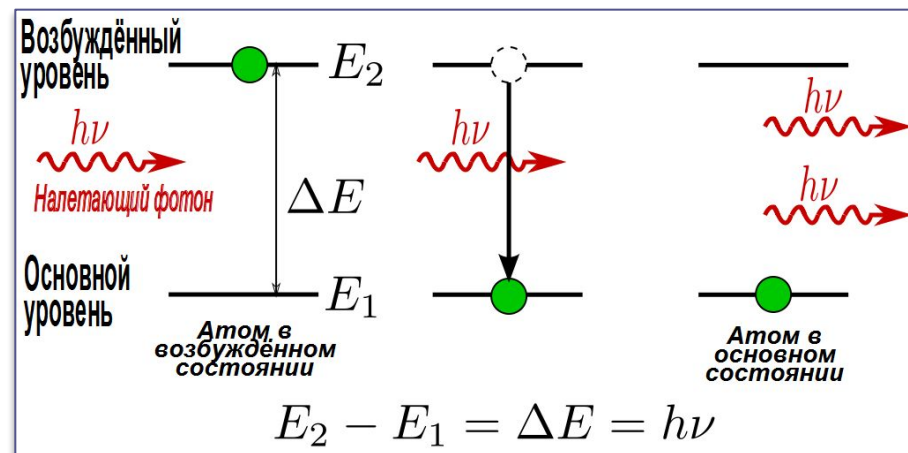 Возбуждённый
уровень
E₂
hν
hν
hν
Налетающий фотон
ΔE
hν
Основной
уровень
E₁
Атом в
возбуждённом
состоянии
Атом в
основном
состоянии
E₂ − E₁ = ΔE = hν